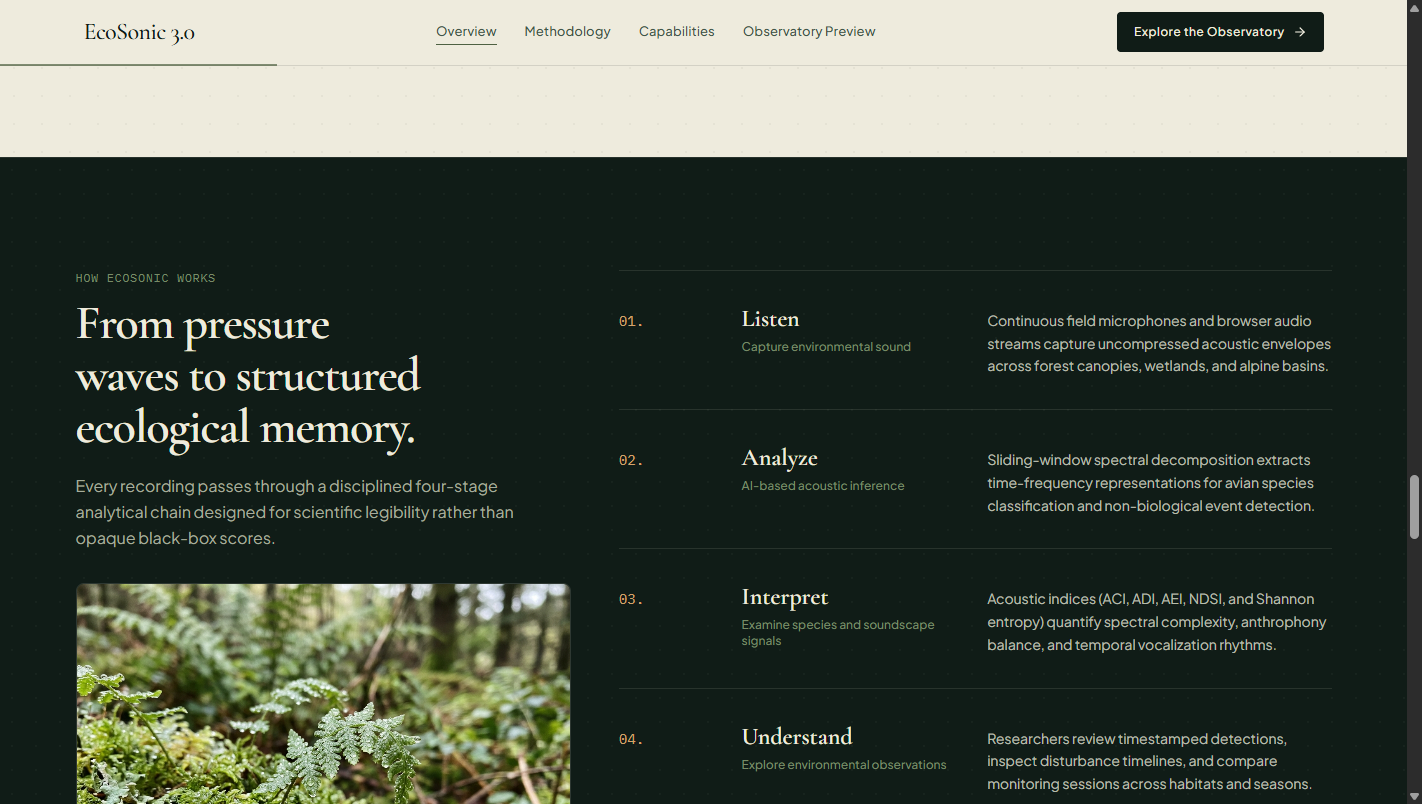 EcoSonic 3.0
Overview
Methodology
Capabilities
Observatory Preview
Explore the Observatory →
HOW ECOSONIC WORKS
From pressure
waves to structured
ecological memory.
Every recording passes through a disciplined four-stage
analytical chain designed for scientific legibility rather than
opaque black-box scores.
01.
Listen
Capture environmental sound
Continuous field microphones and browser audio
streams capture uncompressed acoustic envelopes
across forest canopies, wetlands, and alpine basins.
02.
Analyze
AI-based acoustic inference
Sliding-window spectral decomposition extracts
time-frequency representations for avian species
classification and non-biological event detection.
03.
Interpret
Examine species and soundscape
signals
Acoustic indices (ACI, ADI, AEI, NDSI, and Shannon
entropy) quantify spectral complexity, anthrophony
balance, and temporal vocalization rhythms.
04.
Understand
Explore environmental observations
Researchers review timestamped detections,
inspect disturbance timelines, and compare
monitoring sessions across habitats and seasons.